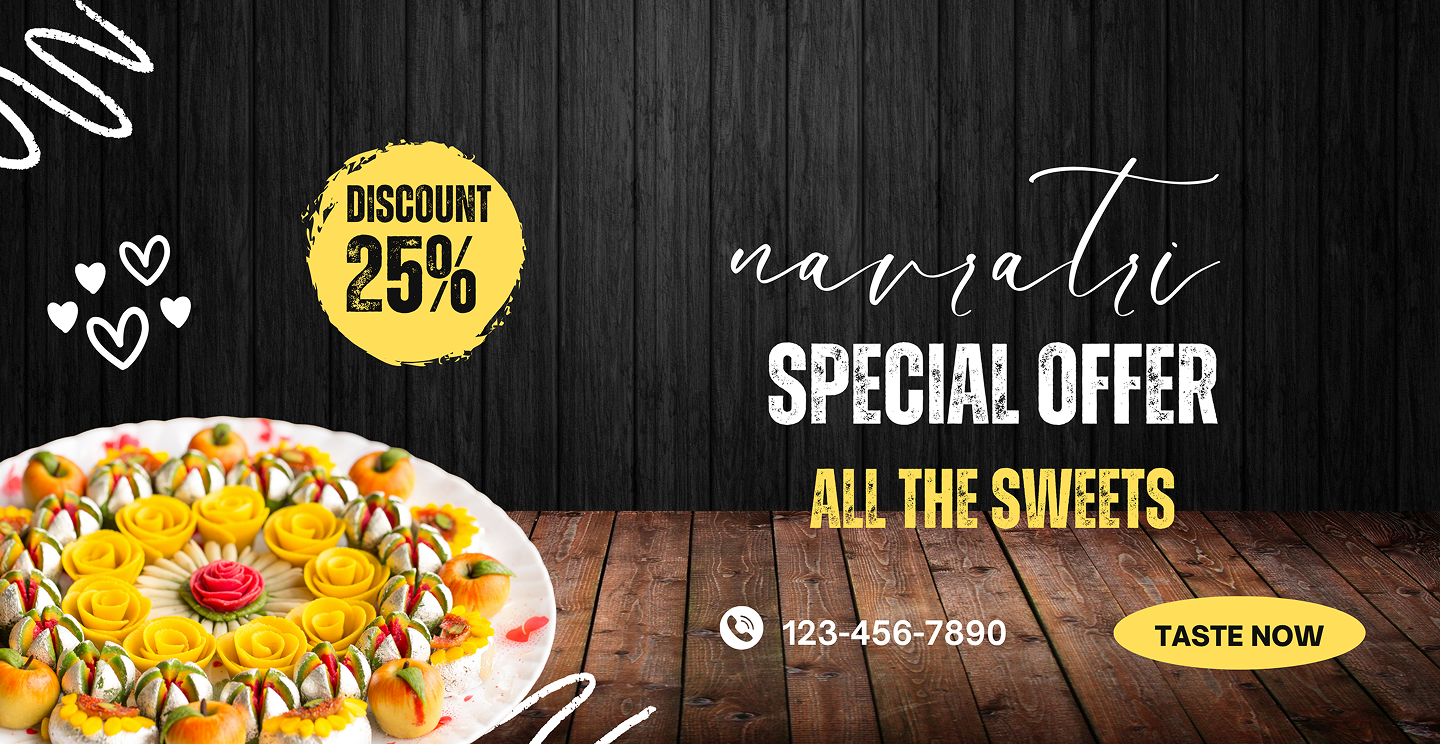 DISCOUNT
25%
navratri
SPECIAL OFFER
ALL THE SWEETS
123-456-7890
TASTE NOW